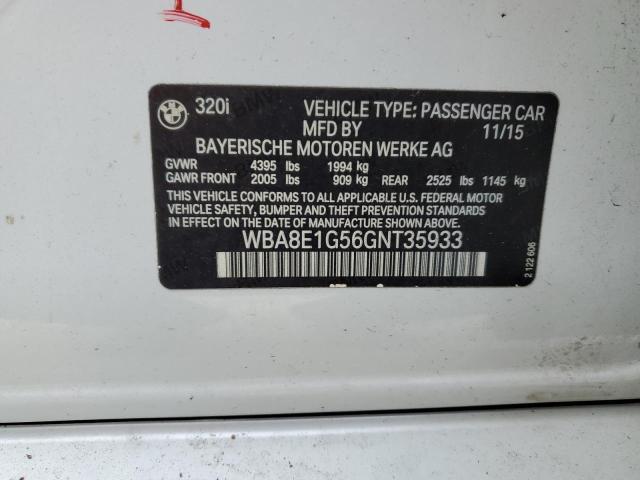 BMW
320i VEHICLE TYPE: PASSENGER CAR
MFD BY 11/15
BAYERISCHE MOTOREN WERKE AG
GVWR 4395 lbs 1994 kg
GAWR FRONT 2005 lbs 909 kg REAR 2525 lbs 1145 kg
THIS VEHICLE CONFORMS TO ALL APPLICABLE U.S. FEDERAL MOTOR
VEHICLE SAFETY, BUMPER, AND THEFT PREVENTION STANDARDS
IN EFFECT ON THE DATE OF MANUFACTURE SHOWN ABOVE.
WBA8E1G56GNT35933
2 122 606